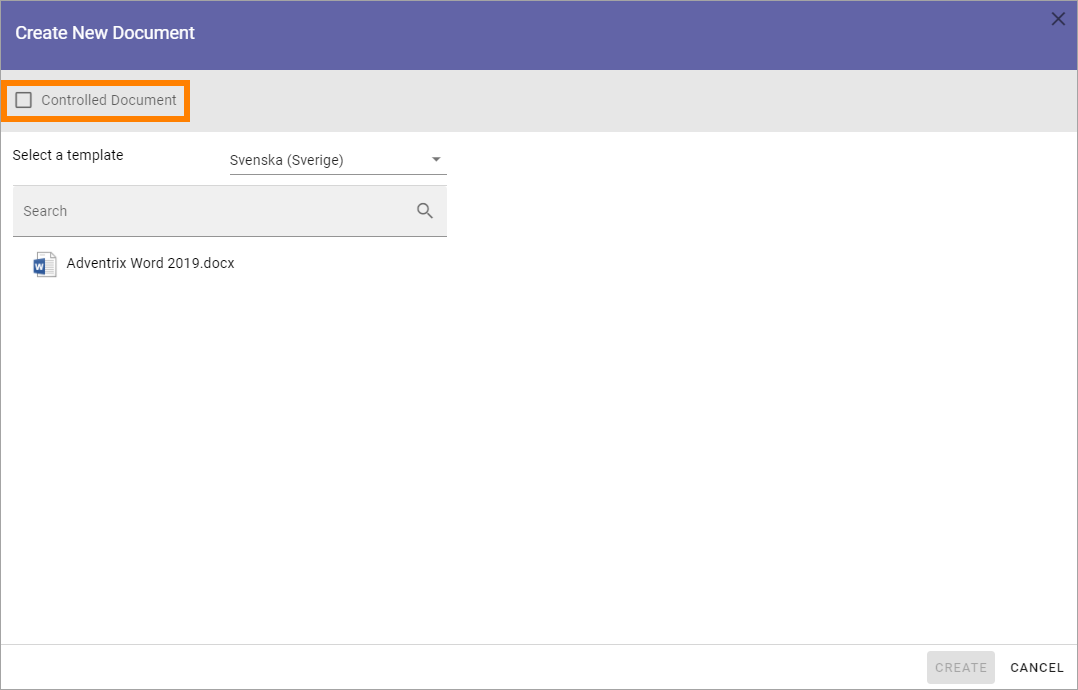 Create New Document
Controlled Document
Select a template
Svenska (Sverige)
Search
W
Adventrix Word 2019.docx
CREATE
CANCEL